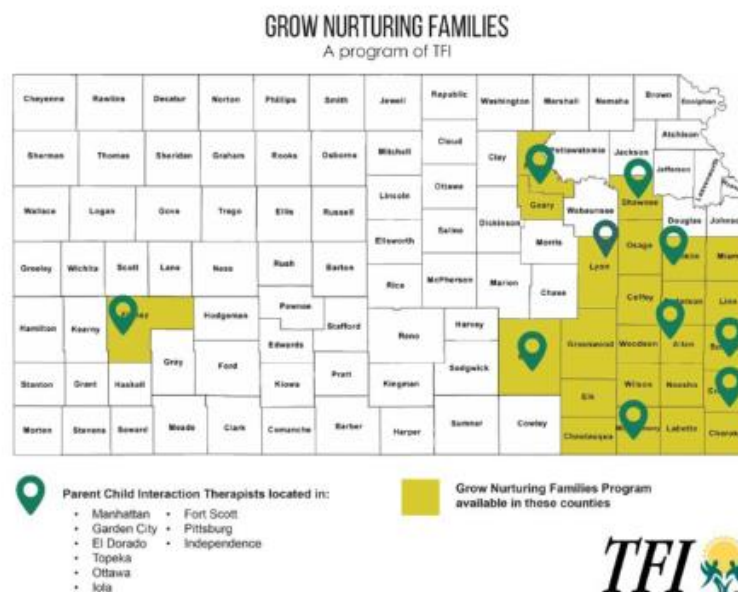 GROW NURTURING FAMILIES
A program of TFI
Cheyenne Rawlins Decatur Norton Phillips Smith Jewell Republic Washington Marshall Nemaha Brown Doniphan
Sherman Thomas Sheridan Graham Rooks Osborne Mitchell Cloud Clay Pottawatomie Jackson Atchison
Jefferson
Wallace Logan Gove Trego Ellis Russell Lincoln Ottawa Geary Wabaunsee Shawnee Douglas
Ellsworth Saline Dickinson Morris Osage
Greeley Wichita Scott Lane Ness Rush Barton Rice McPherson Marion Chase Lyon Coffey Linn
Hamilton Kearny Hodgeman Pawnee Stafford Reno Harvey
Edwards Greenwood Woodson Allen
Stanton Grant Haskell Gray Ford Kiowa Pratt Kingman Sedgwick Elk Wilson Neosho
Morton Stevens Seward Meade Clark Comanche Barber Harper Sumner Cowley Chautauqua Labette
Parent Child Interaction Therapists located in:
• Manhattan • Fort Scott
• Garden City • Pittsburg
• El Dorado • Independence
• Topeka
• Ottawa
• Iola
Grow Nurturing Families Program
available in these counties
TFI